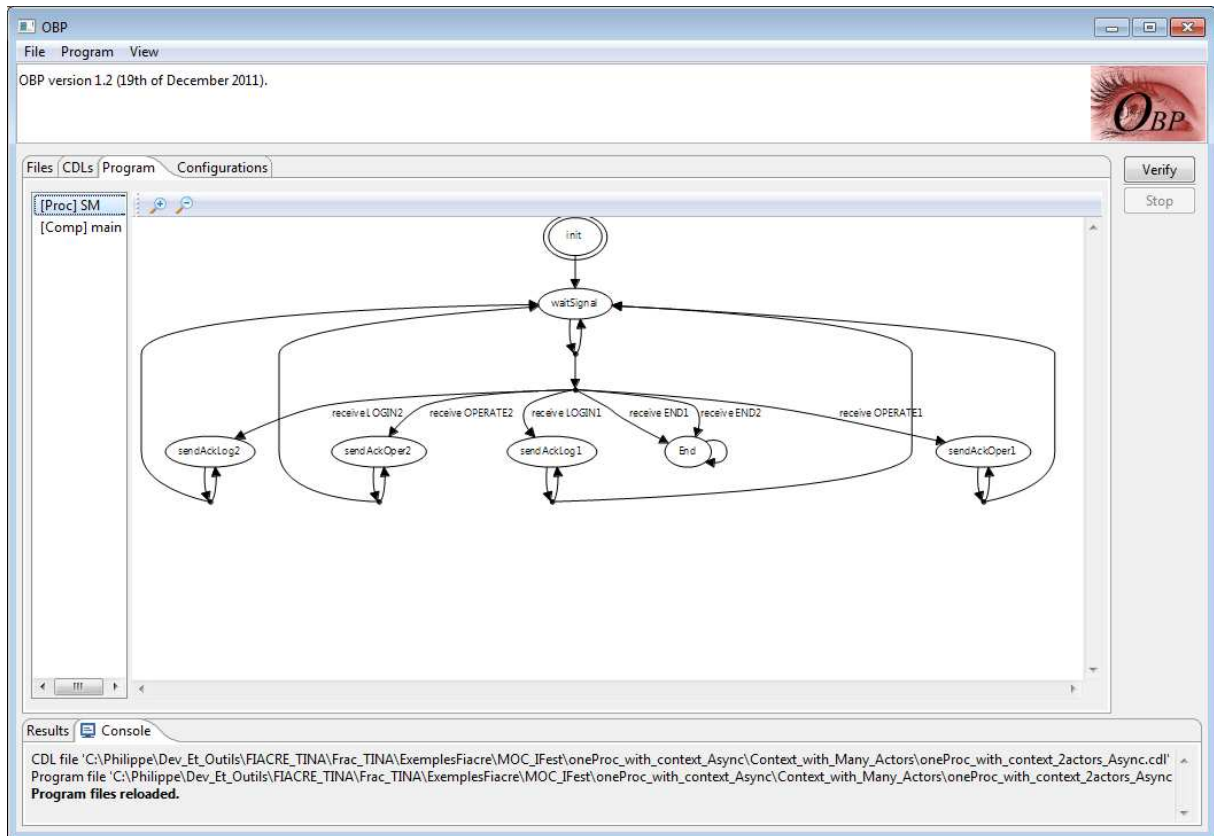 OBP
File Program View
OBP version 1.2 (19th of December 2011).
OBP
Files CDLs Program Configurations
Verify
Stop
[Proc] SM
[Comp] main
init
waitSignal
receive LOGIN2 receive OPERATE2 receive LOGIN1 receive END1 receive END2 receive OPERATE1
sendAckLog2 sendAckOper2 sendAckLog1 End sendAckOper1
Results Console
CDL file 'C:\Philippe\Dev_Et_Outils\FIACRE_TINA\Frac_TINA\ExemplesFiacre\MOC_IFest\oneProc_with_context_Async\Context_with_Many_Actors\oneProc_with_context_2actors_Async.cdl'
Program file 'C:\Philippe\Dev_Et_Outils\FIACRE_TINA\Frac_TINA\ExemplesFiacre\MOC_IFest\oneProc_with_context_Async\Context_with_Many_Actors\oneProc_with_context_2actors_Async
Program files reloaded.